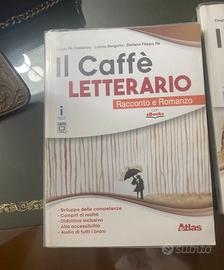 Il Caffè
LETTERARIO
Racconto e Romanzo
con
eBooks
• Sviluppo delle competenze
• Compiti di realtà
• Didattica inclusiva
• Alta accessibilità
• Audio di tutti i brani
Atlas
subito